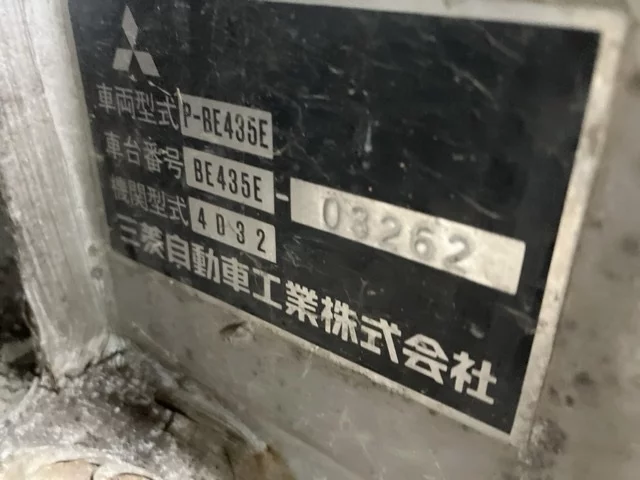 車両型式 P-BE435E
車台番号 BE435E-03262
機関型式 4D32
三菱自動車工業株式会社